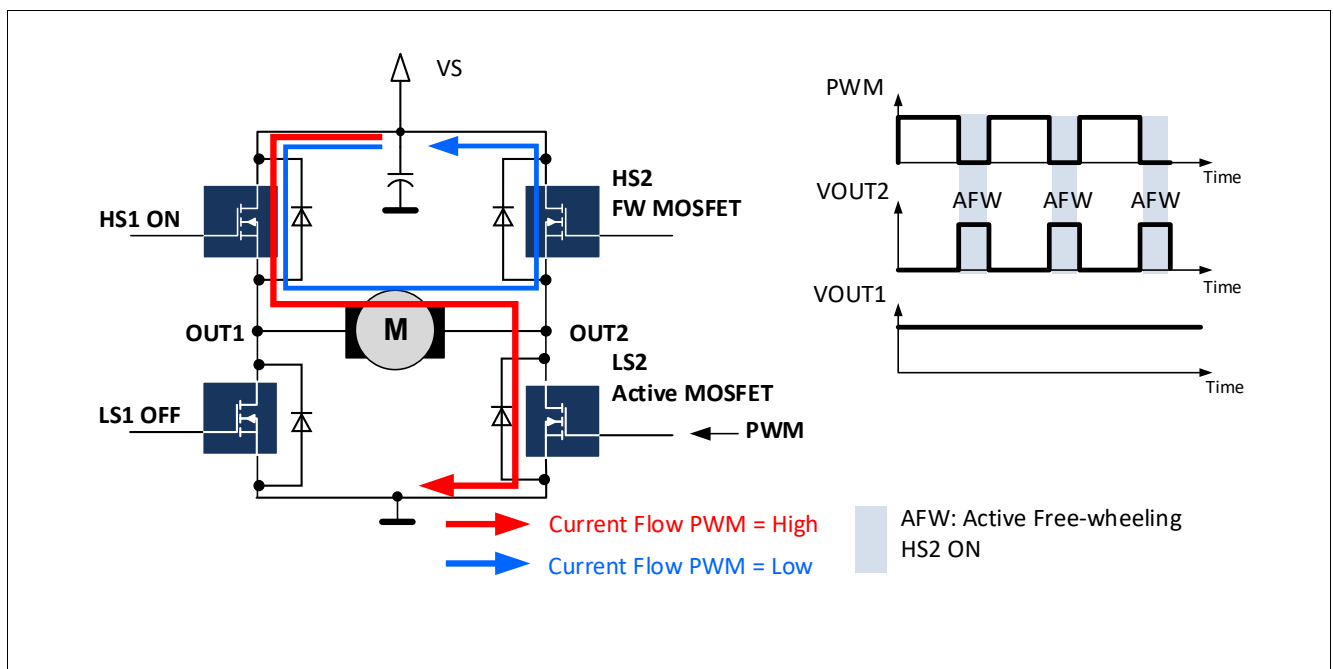 VS
HS1 ON
HS2
FW MOSFET
OUT1
M
OUT2
LS2
Active MOSFET
LS1 OFF
PWM
Current Flow PWM = High
Current Flow PWM = Low
PWM
Time
VOUT2
AFW
AFW
AFW
Time
VOUT1
Time
AFW: Active Free-wheeling
HS2 ON